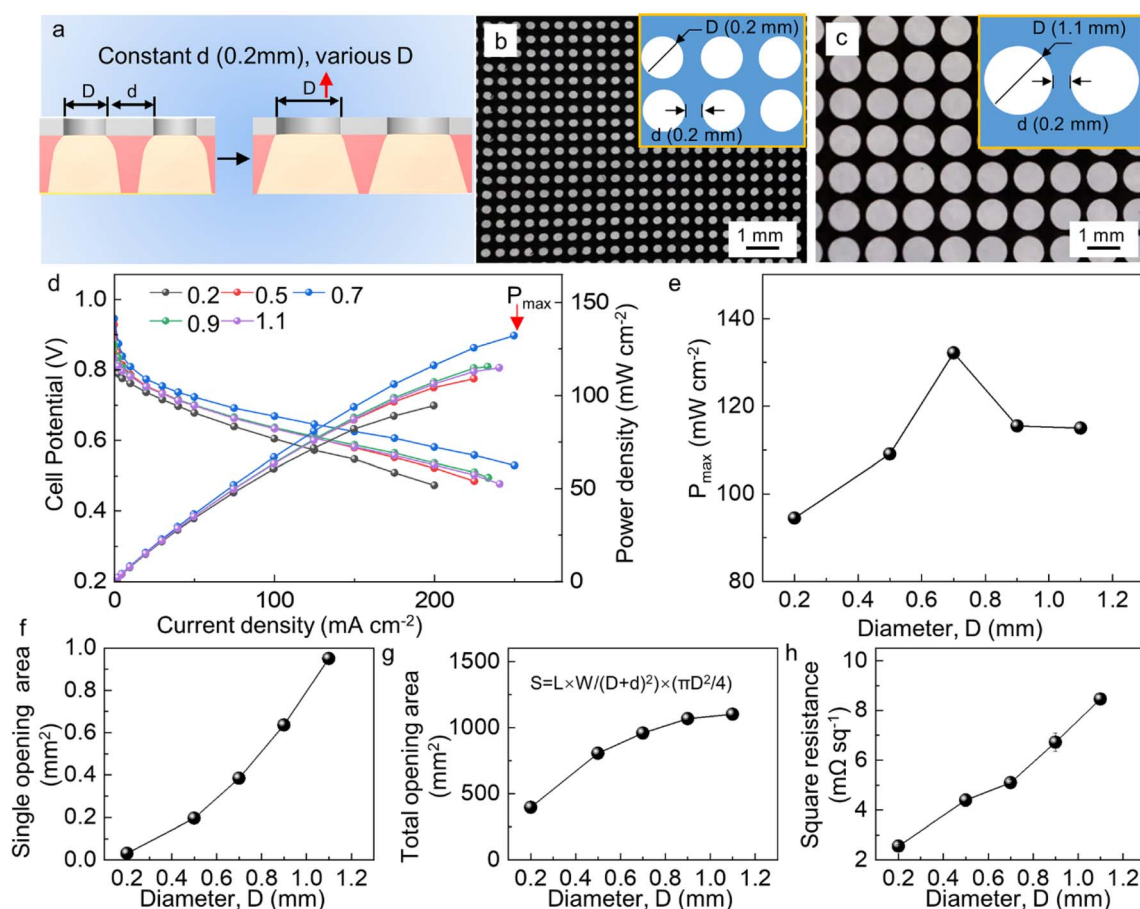 a
Constant d (0.2mm), various D
D
d
D
b
D (0.2 mm)
d (0.2 mm)
1 mm
c
D (1.1 mm)
d (0.2 mm)
1 mm
d
0.2 0.5 0.7
0.9 1.1
Pmax
1.0
0.8
0.6
0.4
0.2
Cell Potential (V)
0 100 200
Current density (mA cm-2)
150
100
50
0
Power density (mW cm-2)
e
140
120
100
80
Pmax (mW cm-2)
0.2 0.4 0.6 0.8 1.0 1.2
Diameter, D (mm)
f
1.0
0.8
0.6
0.4
0.2
0.0
Single opening area
(mm2)
0.2 0.4 0.6 0.8 1.0 1.2
Diameter, D (mm)
g
S=L×W/(D+d)2)×(πD2/4)
1500
1000
500
0
Total opening area
(mm2)
0.2 0.4 0.6 0.8 1.0 1.2
Diameter, D (mm)
h
10
8
6
4
2
Square resistance
(mΩ sq-1)
0.2 0.4 0.6 0.8 1.0 1.2
Diameter, D (mm)